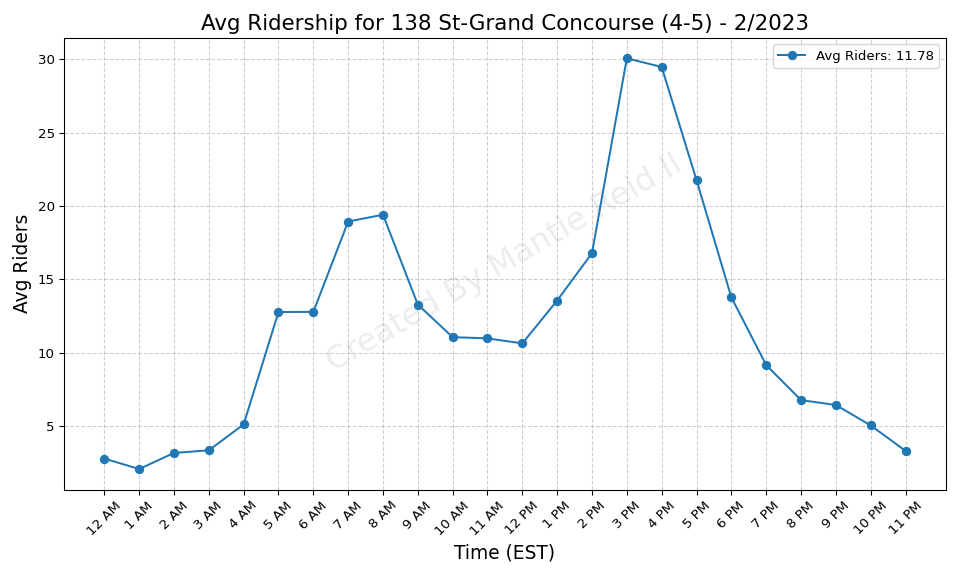 Avg Ridership for 138 St-Grand Concourse (4-5) - 2/2023
Avg Riders: 11.78
Avg Riders
30
25
20
15
10
5
Created By Mantie Reid II
12 AM 1 AM 2 AM 3 AM 4 AM 5 AM 6 AM 7 AM 8 AM 9 AM 10 AM 11 AM 12 PM 1 PM 2 PM 3 PM 4 PM 5 PM 6 PM 7 PM 8 PM 9 PM 10 PM 11 PM
Time (EST)